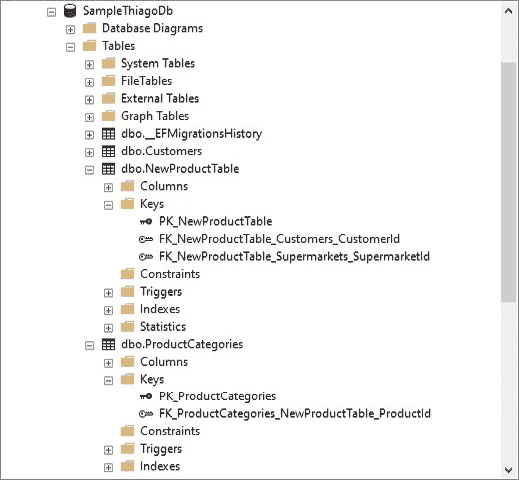 SampleThiagoDb
Database Diagrams
Tables
System Tables
FileTables
External Tables
Graph Tables
dbo.__EFMigrationsHistory
dbo.Customers
dbo.NewProductTable
Columns
Keys
PK_NewProductTable
FK_NewProductTable_Customers_CustomerId
FK_NewProductTable_Supermarkets_SupermarketId
Constraints
Triggers
Indexes
Statistics
dbo.ProductCategories
Columns
Keys
PK_ProductCategories
FK_ProductCategories_NewProductTable_ProductId
Constraints
Triggers
Indexes